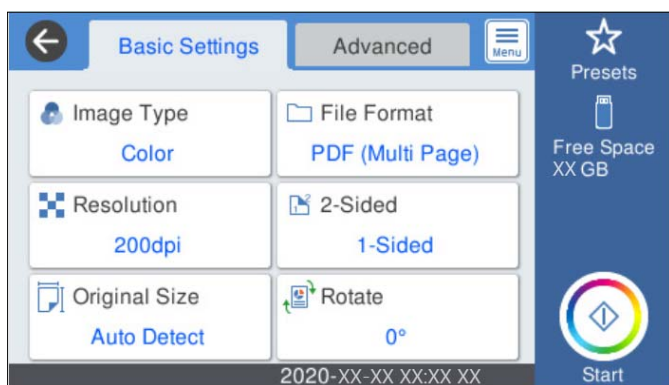 Basic Settings
Advanced
Menu
Presets
Free Space
XX GB
Image Type
Color
File Format
PDF (Multi Page)
Resolution
200dpi
2-Sided
1-Sided
Original Size
Auto Detect
Rotate
0°
Start
2020-XX-XX XX:XX XX